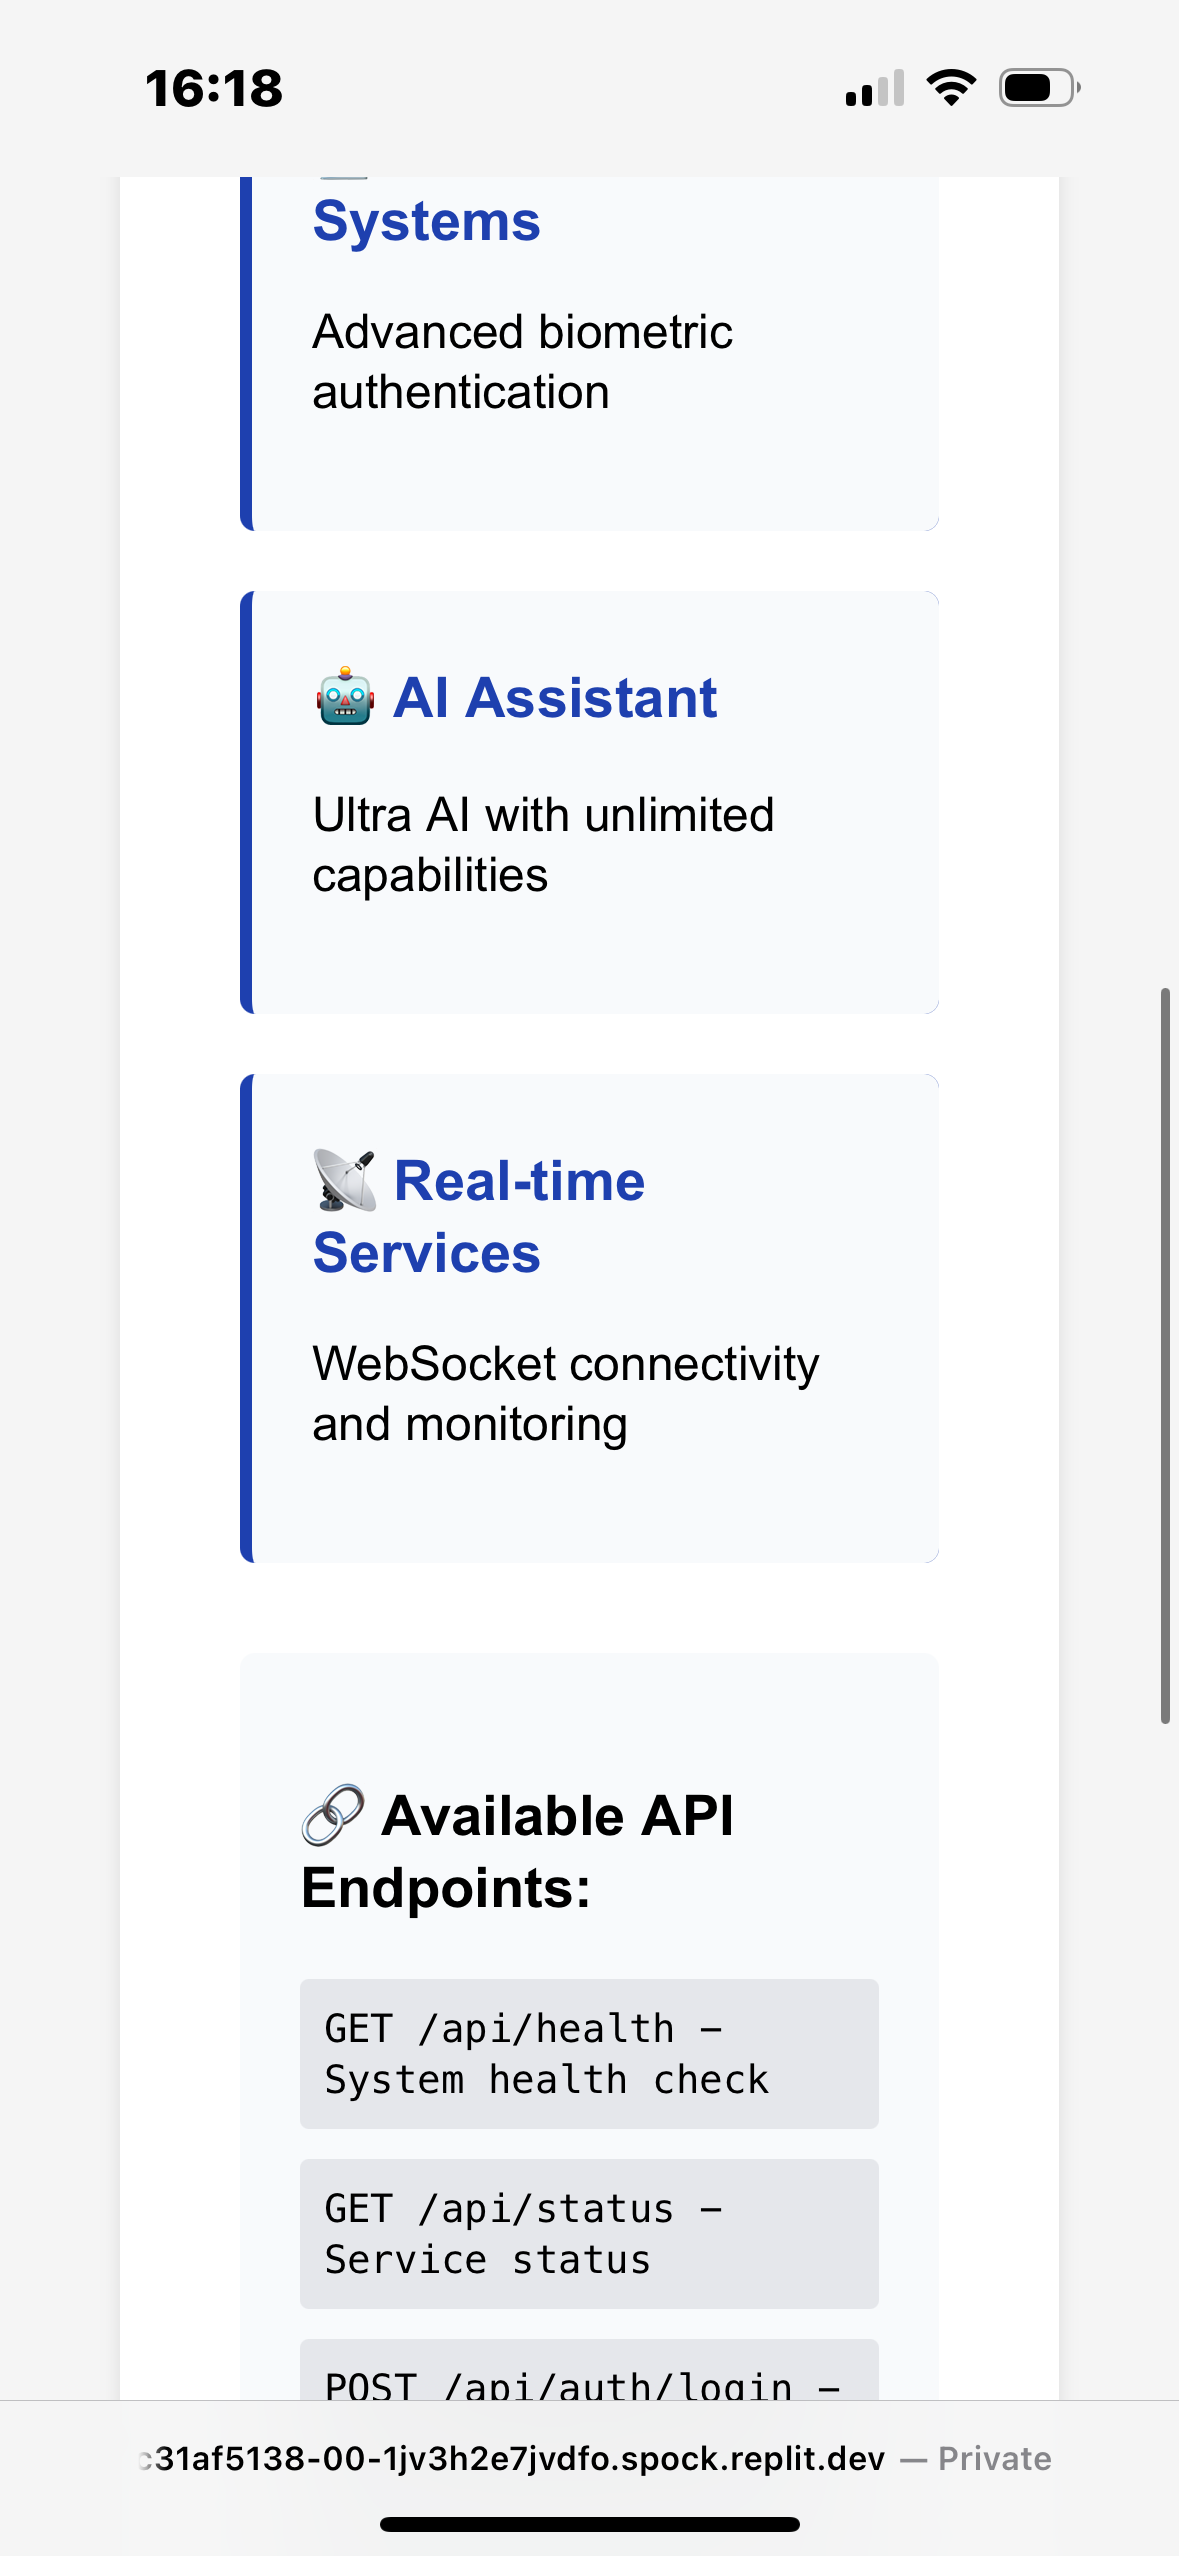 16:18
Systems
Advanced biometric
authentication
🤖 AI Assistant
Ultra AI with unlimited
capabilities
📡 Real-time
Services
WebSocket connectivity
and monitoring
🔗 Available API
Endpoints:
GET /api/health -
System health check
GET /api/status -
Service status
POST /api/auth/login -
c31af5138-00-1jv3h2e7jvdfo.spock.replit.dev — Private